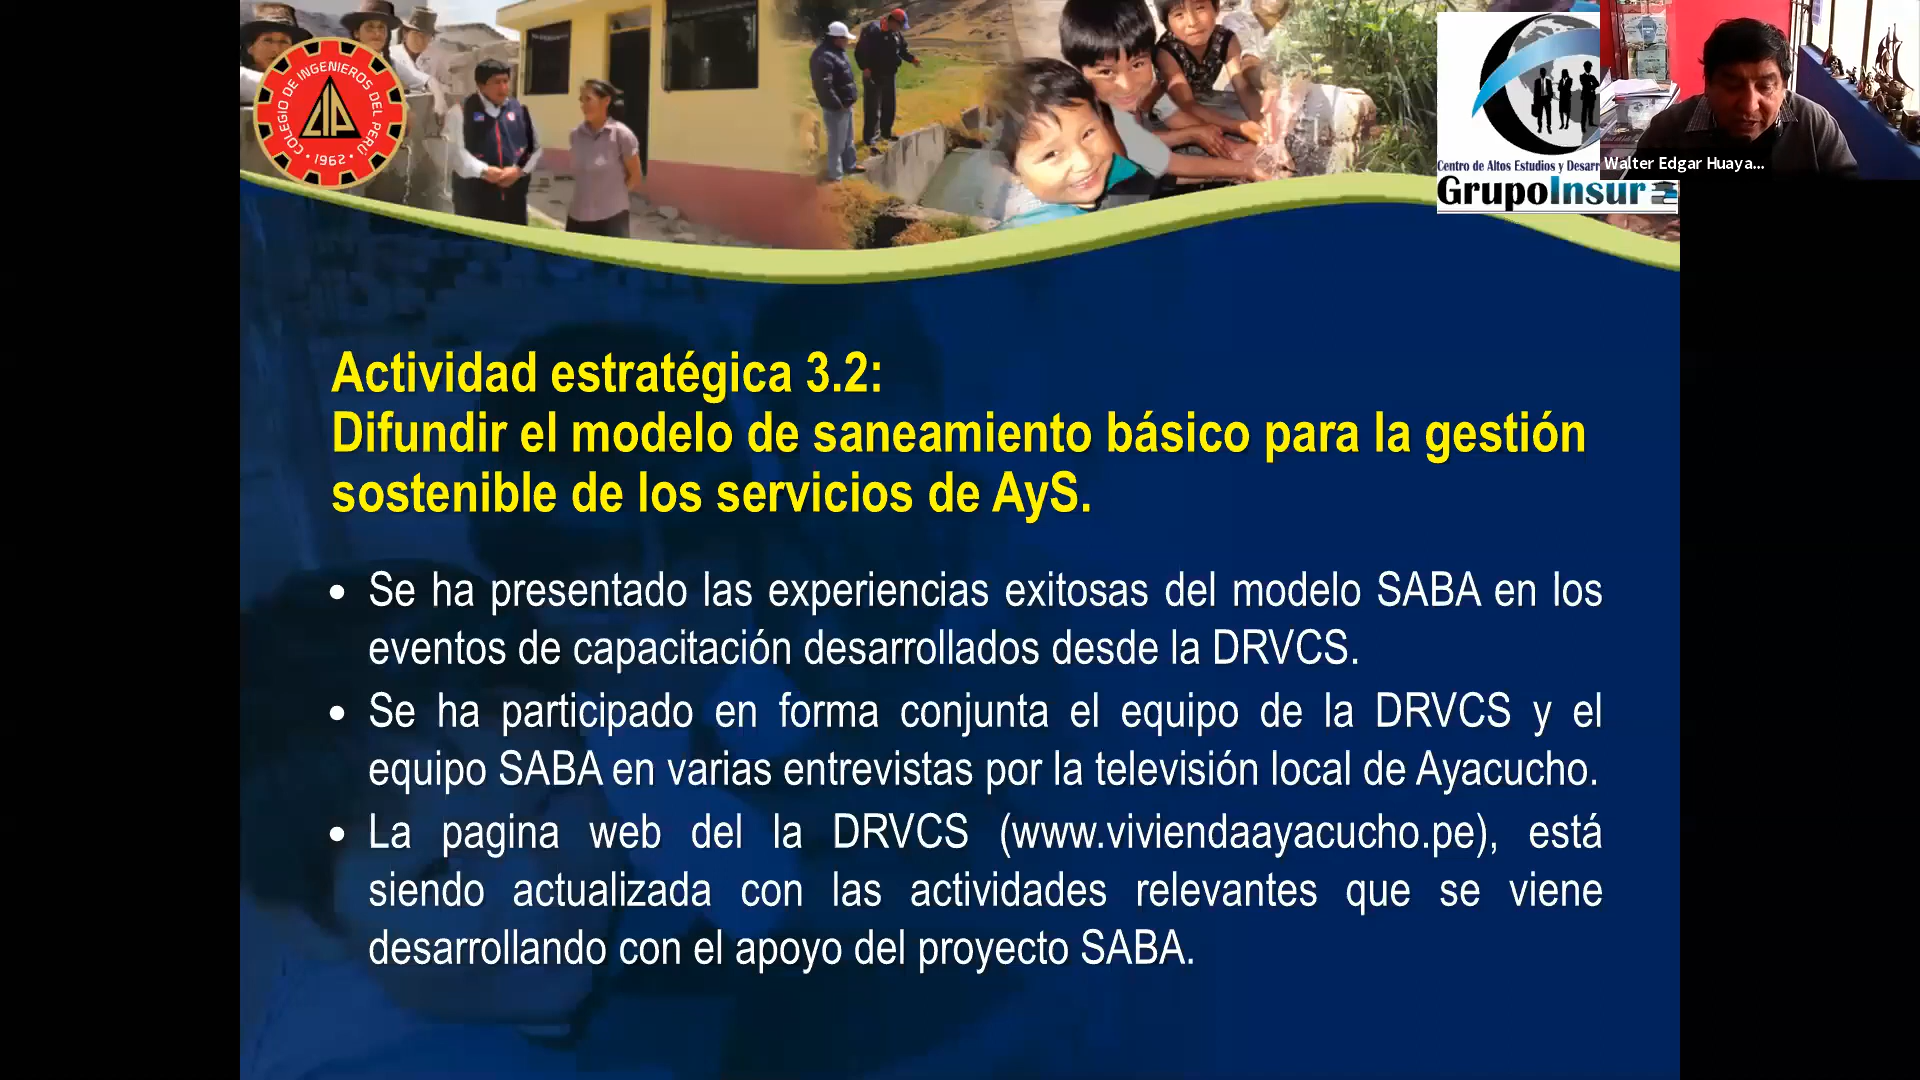 COLEGIO DE INGENIEROS DEL PERÚ
• 1962 •
CIP
Centro de Altos Estudios y Desarr
GrupoInsur
Walter Edgar Huaya...
Actividad estratégica 3.2:
Difundir el modelo de saneamiento básico para la gestión
sostenible de los servicios de AyS.
• Se ha presentado las experiencias exitosas del modelo SABA en los
eventos de capacitación desarrollados desde la DRVCS.
• Se ha participado en forma conjunta el equipo de la DRVCS y el
equipo SABA en varias entrevistas por la televisión local de Ayacucho.
• La pagina web del la DRVCS (www.viviendaayacucho.pe), está
siendo actualizada con las actividades relevantes que se viene
desarrollando con el apoyo del proyecto SABA.